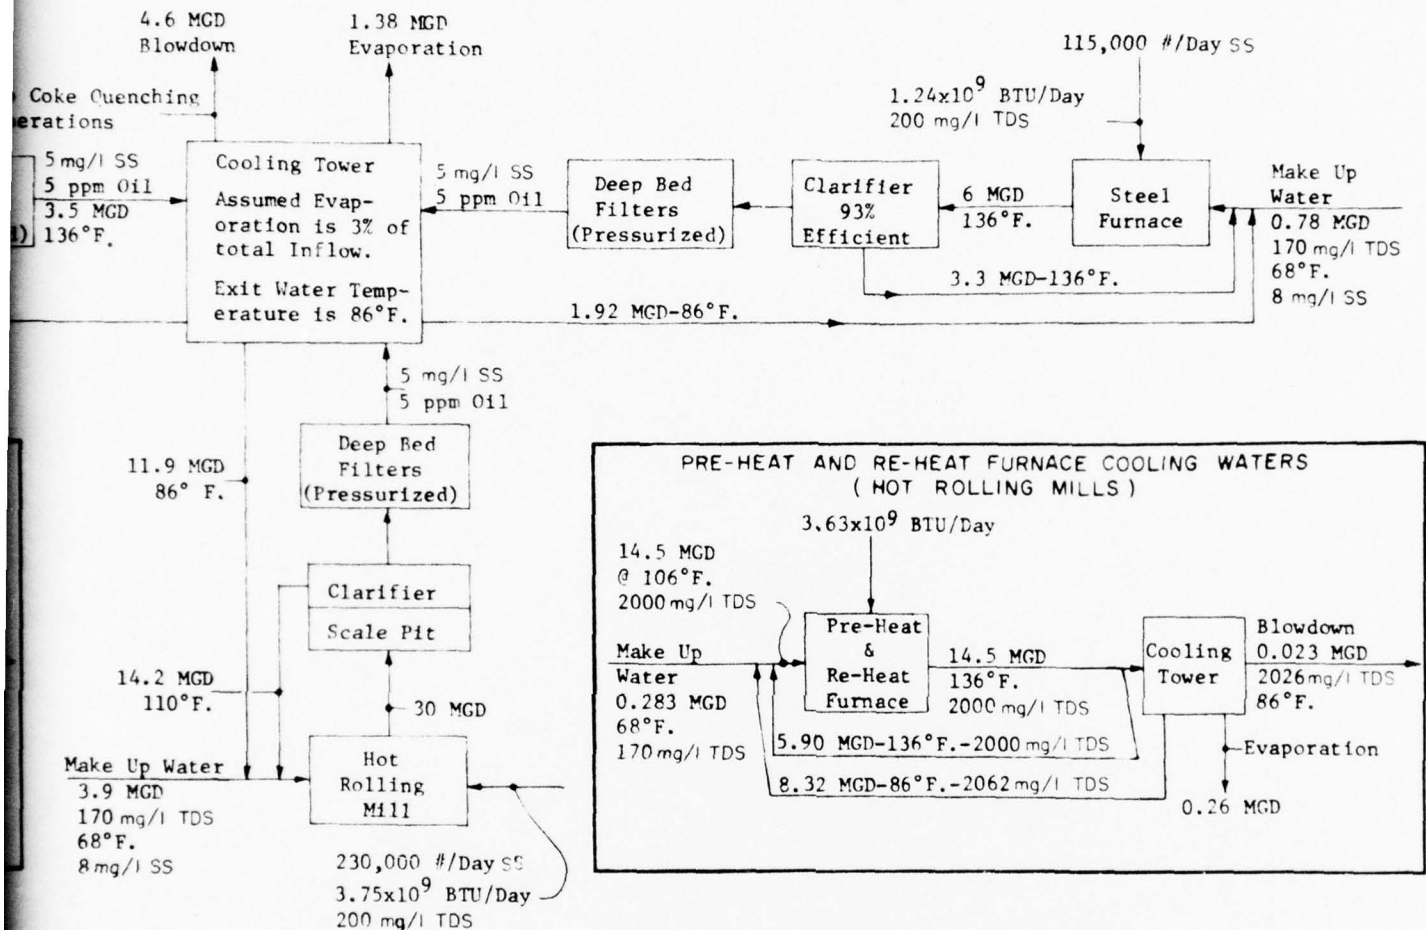 4.6 MGD
Blowdown
1.38 MGD
Evaporation
115,000 #/Day SS
1.24x10⁹ BTU/Day
200 mg/l TDS
Coke Quenching
erations
5 mg/l SS
5 ppm Oil
3.5 MGD
136°F.
Cooling Tower
Assumed Evap-
oration is 3% of
total Inflow.
Exit Water Temp-
erature is 86°F.
5 mg/l SS
5 ppm Oil
Deep Bed
Filters
(Pressurized)
Clarifier
93%
Efficient
6 MGD
136°F.
Steel
Furnace
Make Up
Water
0.78 MGD
170 mg/l TDS
68°F.
8 mg/l SS
3.3 MGD-136°F.
1.92 MGD-86°F.
5 mg/l SS
5 ppm Oil
Deep Bed
Filters
(Pressurized)
11.9 MGD
86° F.
Clarifier
Scale Pit
14.2 MGD
110°F.
30 MGD
Hot
Rolling
Mill
Make Up Water
3.9 MGD
170 mg/l TDS
68°F.
8 mg/l SS
230,000 #/Day SS
3.75x10⁹ BTU/Day
200 mg/l TDS
PRE-HEAT AND RE-HEAT FURNACE COOLING WATERS
( HOT ROLLING MILLS )
3.63x10⁹ BTU/Day
14.5 MGD
@ 106°F.
2000 mg/l TDS
Make Up
Water
0.283 MGD
68°F.
170 mg/l TDS
Pre-Heat
&
Re-Heat
Furnace
14.5 MGD
136°F.
2000 mg/l TDS
Cooling
Tower
Blowdown
0.023 MGD
2026 mg/l TDS
86°F.
5.90 MGD-136°F.-2000 mg/l TDS
8.32 MGD-86°F.-2062 mg/l TDS
Evaporation
0.26 MGD